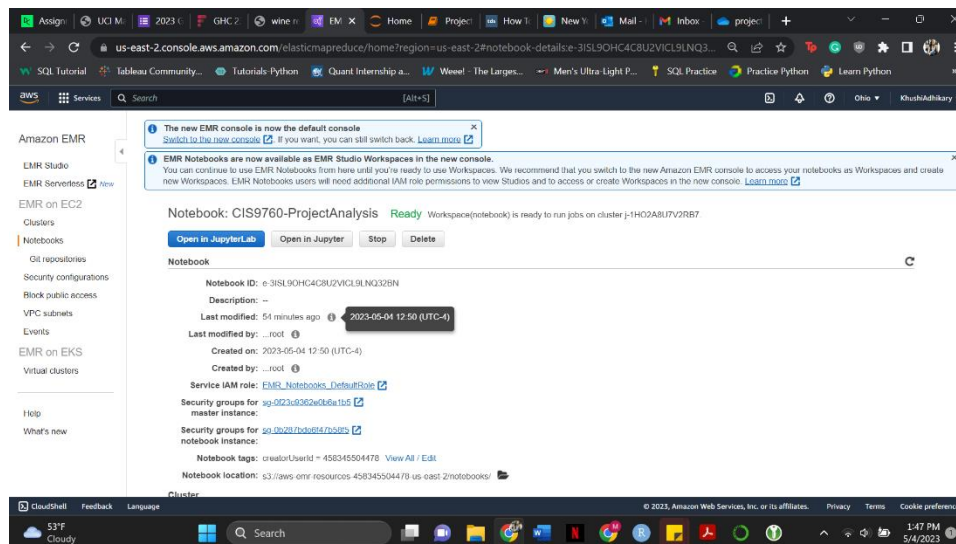 Assign
UCI M
2023 G
GHC 2
wine r
EM X
Home
Project
How To
New Y
Mail -
Inbox
project
us-east-2.console.aws.amazon.com/elasticmapreduce/home?region=us-east-2#notebook-details:e-3ISL9OHC4C8U2VICL9LNQ3...
SQL Tutorial
Tableau Community...
Tutorials-Python
Quant Internship a...
Weee! - The Larges...
Men's Ultra-Light P...
SQL Practice
Practice Python
Learn Python
aws
Services
Search
[Alt+S]
Ohio
KhushiAdhikary
Amazon EMR
EMR Studio
EMR Serverless New
EMR on EC2
Clusters
Notebooks
Git repositories
Security configurations
Block public access
VPC subnets
Events
EMR on EKS
Virtual clusters
Help
What's new
The new EMR console is now the default console
Switch to the new console. If you want, you can still switch back. Learn more
EMR Notebooks are now available as EMR Studio Workspaces in the new console.
You can continue to use EMR Notebooks from here until you're ready to use Workspaces. We recommend that you switch to the new Amazon EMR console to access your notebooks as Workspaces and create
new Workspaces. EMR Notebooks users will need additional IAM role permissions to view Studios and to access or create Workspaces in the new console. Learn more
Notebook: CIS9760-ProjectAnalysis Ready Workspace(notebook) is ready to run jobs on cluster j-1HO2A8U7V2RB7.
Open in JupyterLab
Open in Jupyter
Stop
Delete
Notebook
Notebook ID: e-3ISL9OHC4C8U2VICL9LNQ32BN
Description: --
Last modified: 54 minutes ago 2023-05-04 12:50 (UTC-4)
Last modified by: ...root
Created on: 2023-05-04 12:50 (UTC-4)
Created by: ...root
Service IAM role: EMR_Notebooks_DefaultRole
Security groups for sg-0f23c9362e0b6a1b5
master instance:
Security groups for sg-0b287bde6f47b58f5
notebook instance:
Notebook tags: creatorUserId = 458345504478 View All / Edit
Notebook location: s3://aws-emr-resources-458345504478-us-east-2/notebooks/
Cluster
CloudShell
Feedback
Language
© 2023, Amazon Web Services, Inc. or its affiliates.
Privacy
Terms
Cookie preferenc
53°F
Cloudy
Search
1:47 PM
5/4/2023